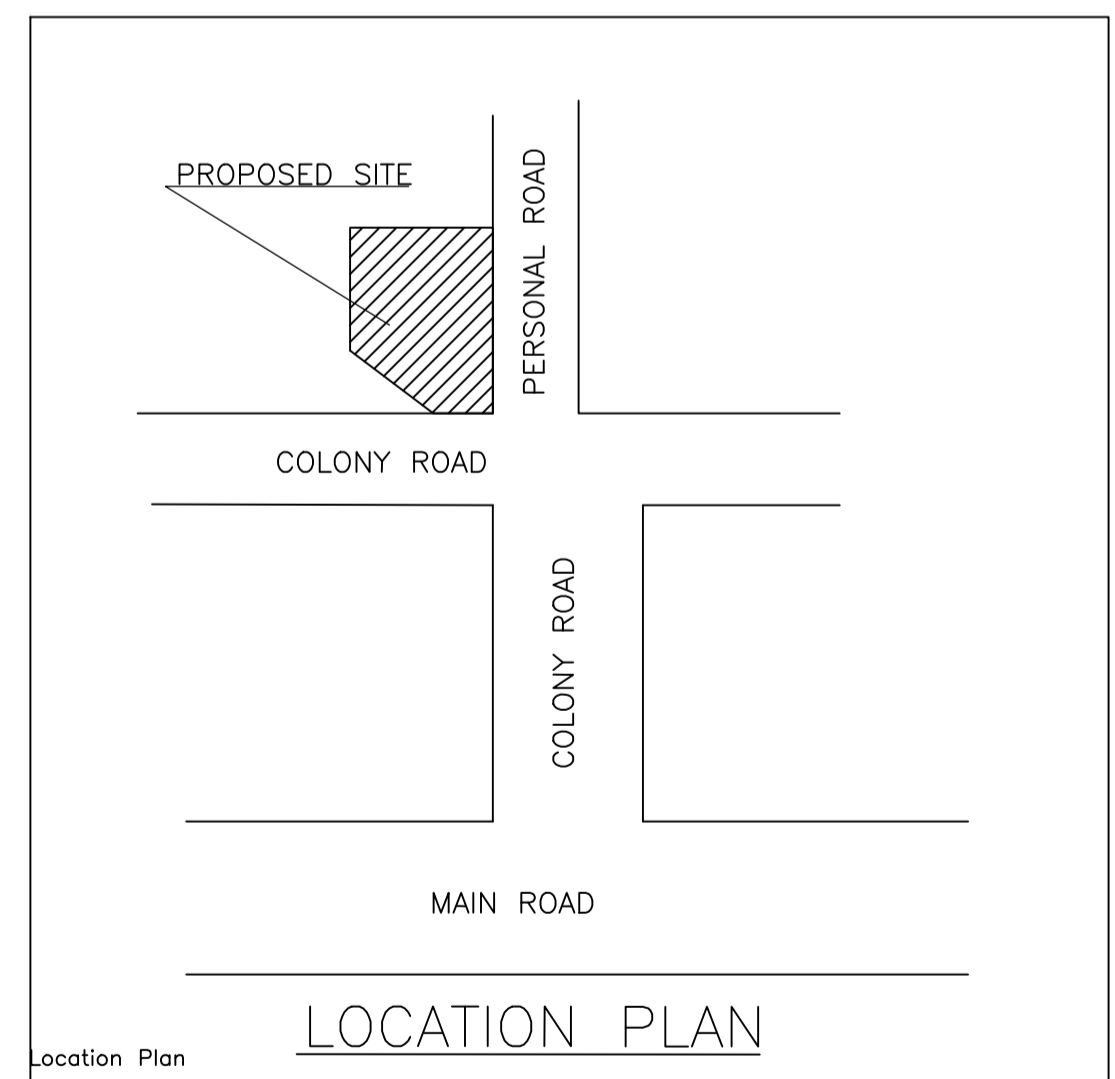 PROPOSED SITE
PERSONAL ROAD
COLONY ROAD
COLONY ROAD
MAIN ROAD
LOCATION PLAN
Location Plan